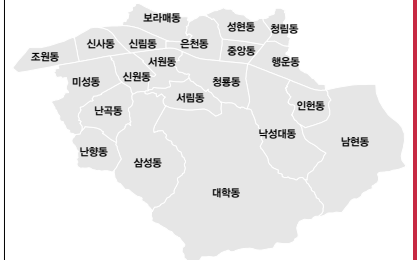 보라매동
성현동
청림동
신사동
신림동
은천동
중앙동
조원동
서원동
행운동
미성동
신원동
청룡동
서림동
인헌동
난곡동
낙성대동
남현동
난향동
삼성동
대학동